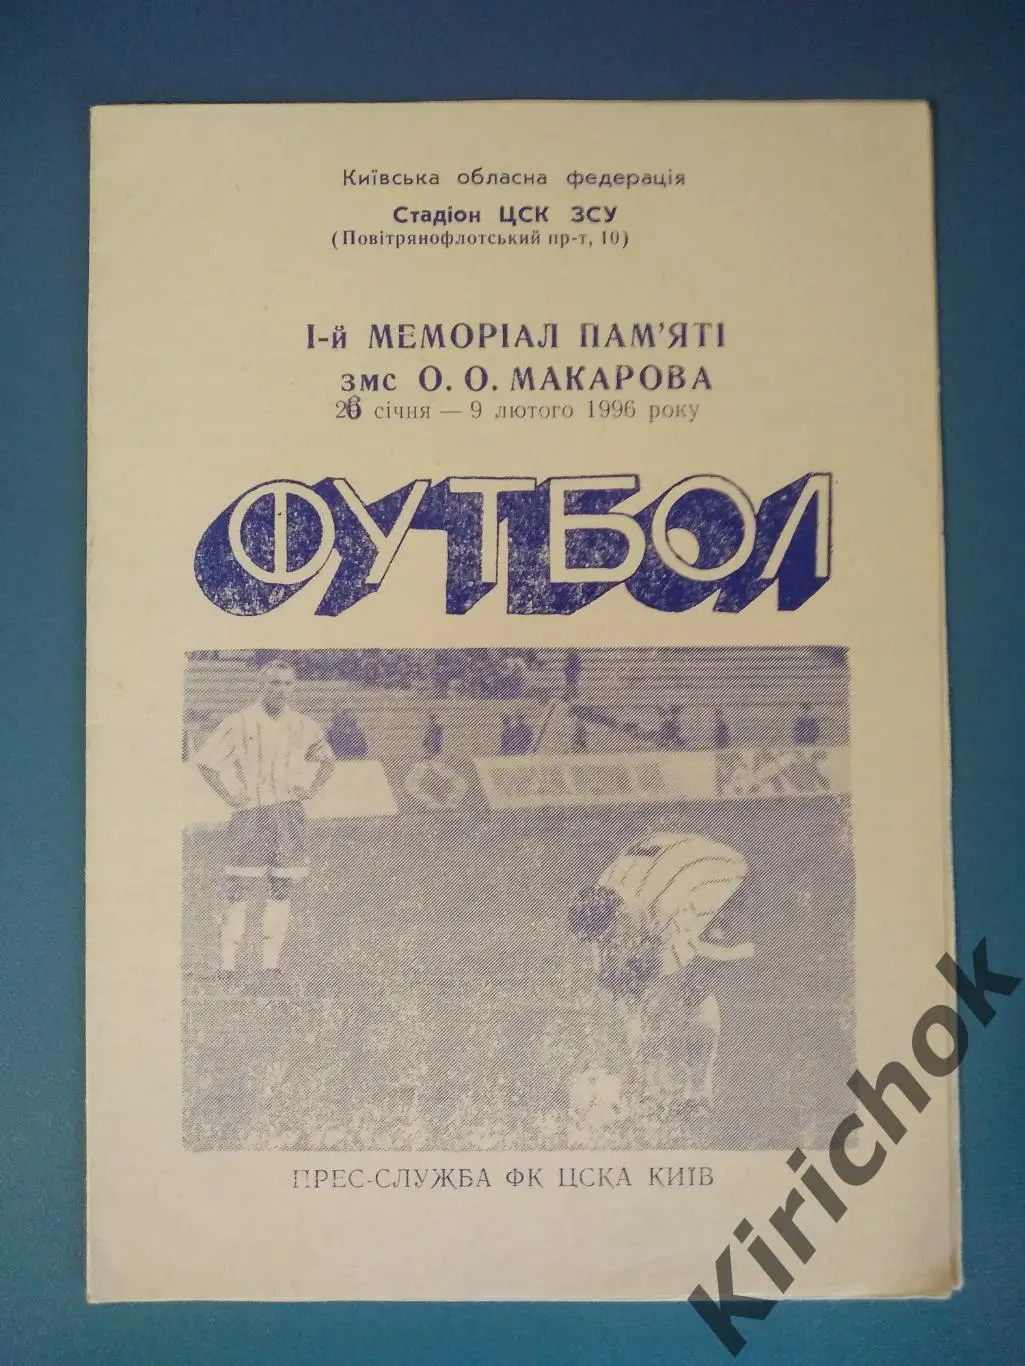 Київська обласна федерація
Стадіон ЦСК ЗСУ
(Повітрянофлотський пр-т, 10)
І-й МЕМОРІАЛ ПАМ'ЯТІ
змс О. О. МАКАРОВА
26 січня — 9 лютого 1996 року
ФУТБОЛ
ПРЕС-СЛУЖБА ФК ЦСКА КИЇВ
Kirichok